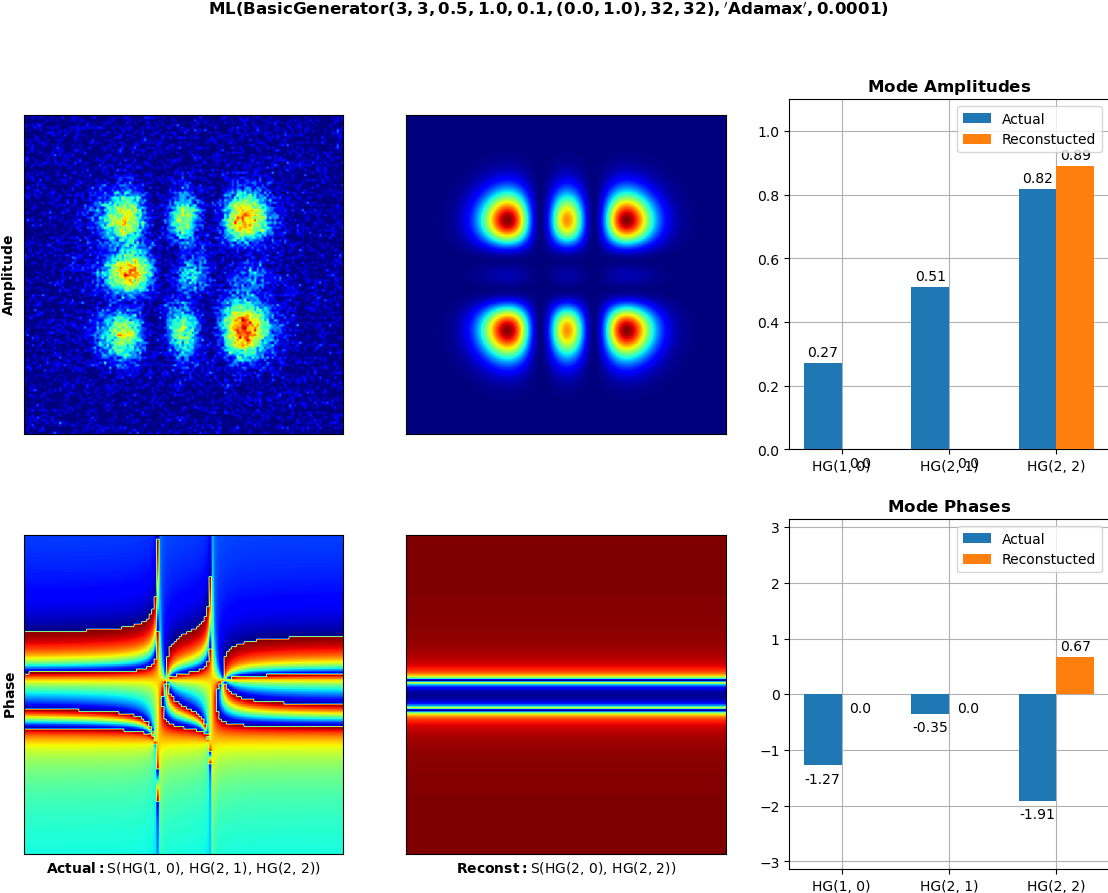 ML(BasicGenerator(3, 3, 0.5, 1.0, 0.1, (0.0, 1.0), 32, 32), ′Adamax′, 0.0001)
Mode Amplitudes
Actual
Reconstucted
1.0
0.8
0.6
0.4
0.2
0.0
0.27
0.0
0.51
0.0
0.82
0.89
HG(1, 0)
HG(2, 1)
HG(2, 2)
Amplitude
Mode Phases
Actual
Reconstucted
3
2
1
0
−1
−2
−3
-1.27
0.0
-0.35
0.0
-1.91
0.67
HG(1, 0)
HG(2, 1)
HG(2, 2)
Phase
Actual: S(HG(1, 0), HG(2, 1), HG(2, 2))
Reconst: S(HG(2, 0), HG(2, 2))